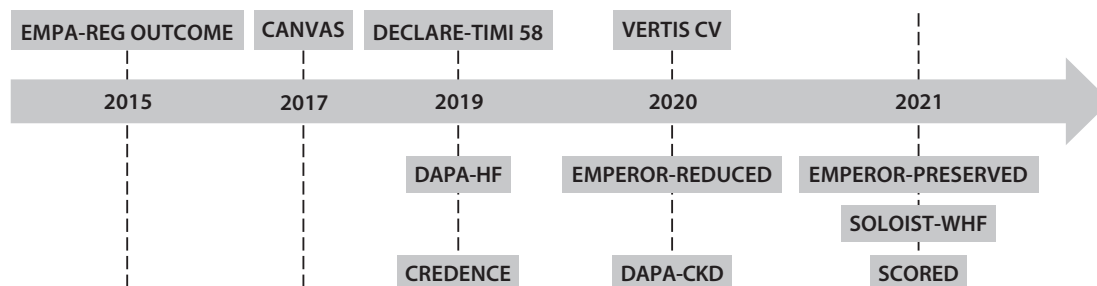 EMPA-REG OUTCOME CANVAS DECLARE-TIMI 58 VERTIS CV
2015 2017 2019 2020 2021
DAPA-HF EMPEROR-REDUCED EMPEROR-PRESERVED
SOLOIST-WHF
CREDENCE DAPA-CKD SCORED